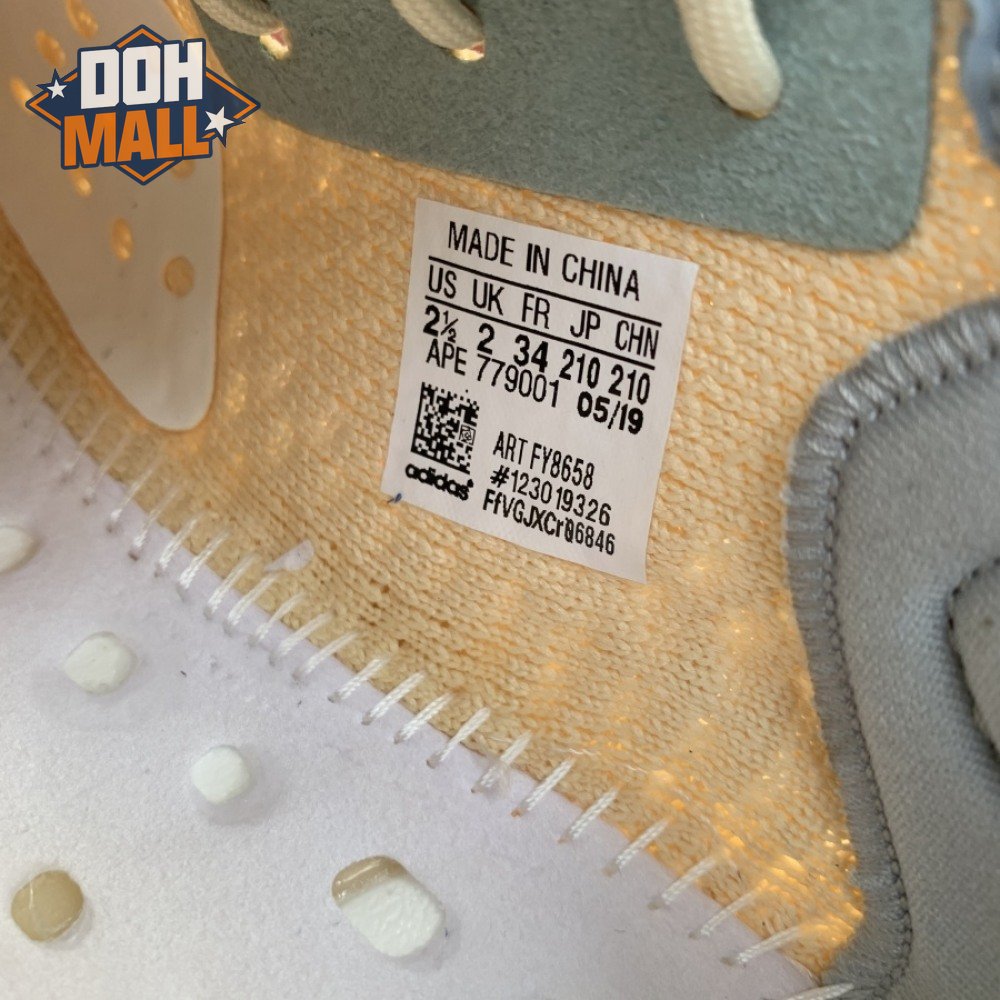 DOH
MALL
MADE IN CHINA
US UK FR JP CHN
2½ 2 34 210 210
APE 779001 05/19
ART FY8658
#123019326
adidas